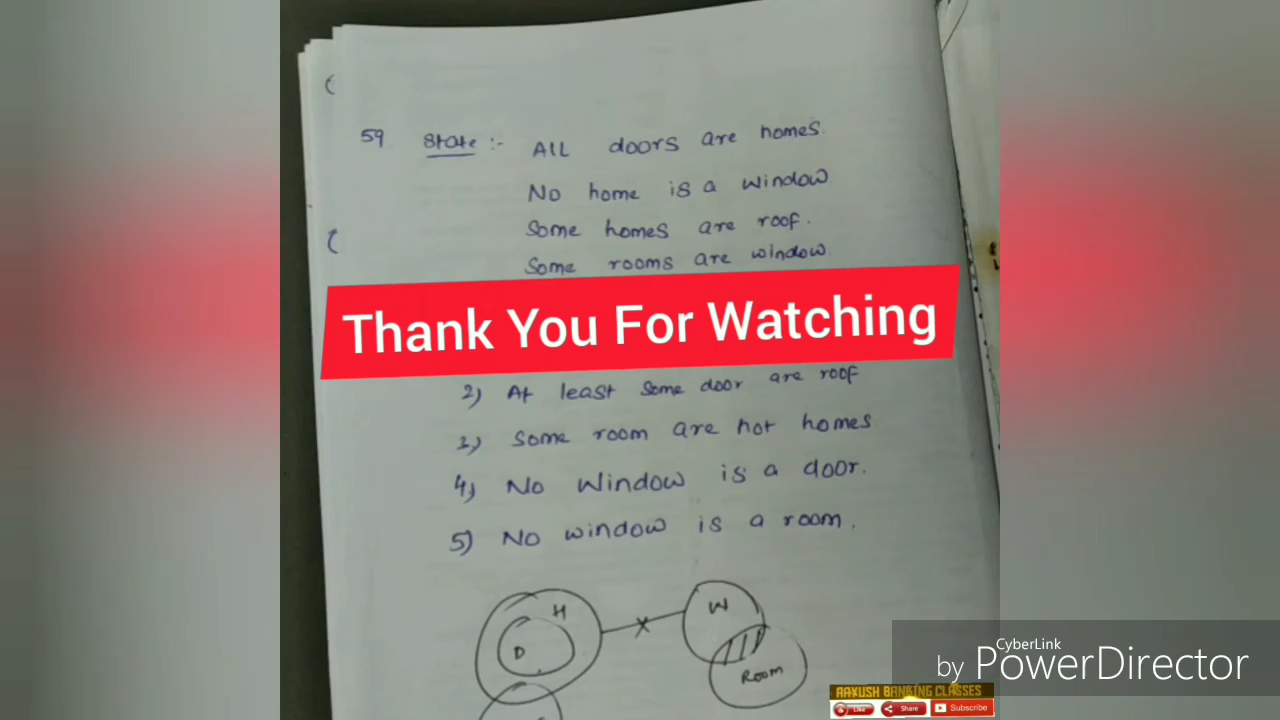 59 State :- All doors are homes.
No home is a window
Some homes are roof.
Some rooms are window.
Thank You For Watching
2) At least some door are roof
3) Some room are not homes
4) No Window is a door.
5) No window is a room.
H
W
D
Room
CyberLink
by PowerDirector
AAKUSH BANKING CLASSES
Like Share Subscribe